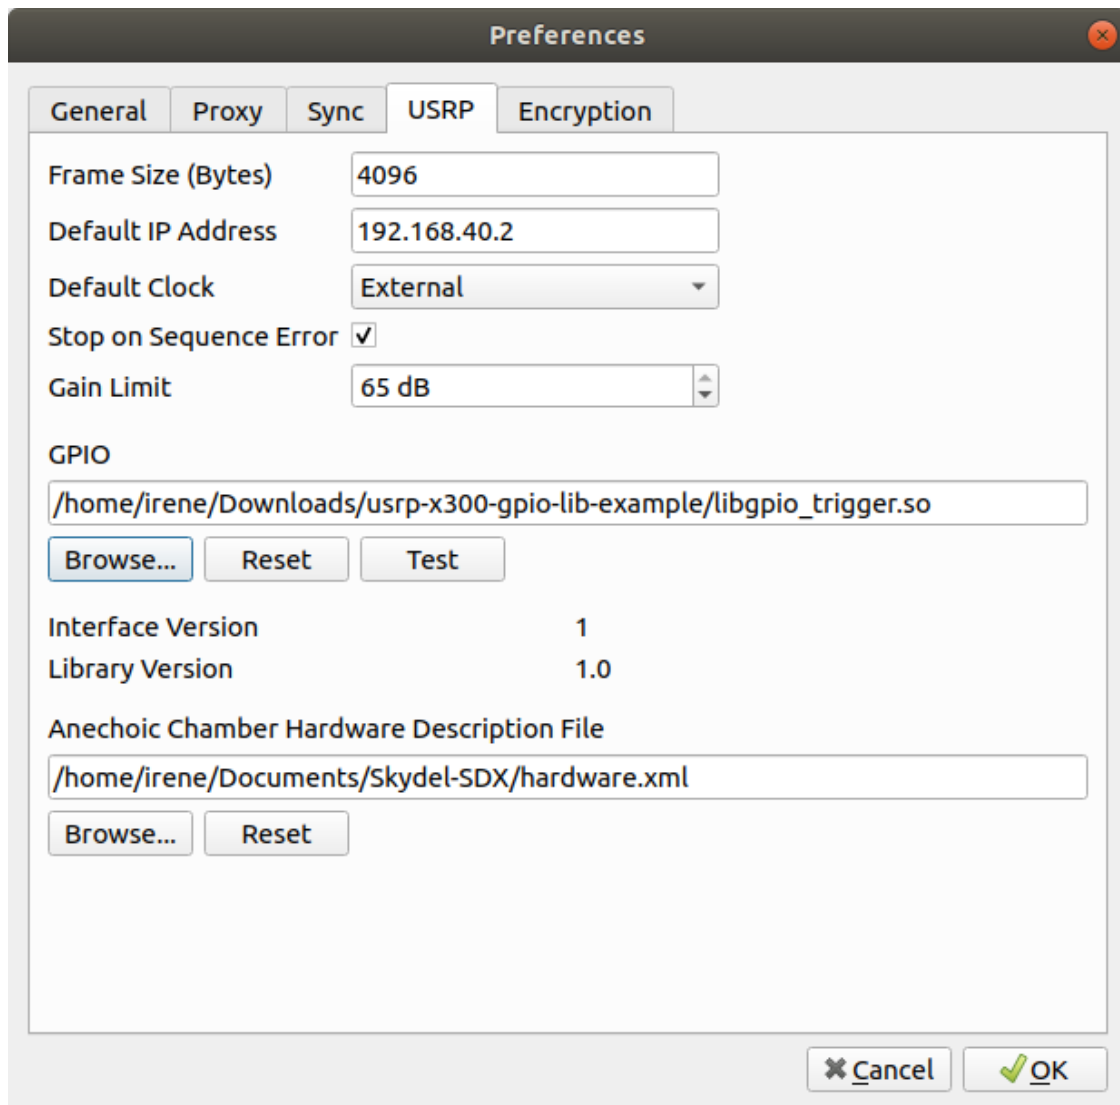 Preferences
General Proxy Sync USRP Encryption
Frame Size (Bytes) 4096
Default IP Address 192.168.40.2
Default Clock External
Stop on Sequence Error
Gain Limit 65 dB
GPIO
/home/irene/Downloads/usrp-x300-gpio-lib-example/libgpio_trigger.so
Browse... Reset Test
Interface Version 1
Library Version 1.0
Anechoic Chamber Hardware Description File
/home/irene/Documents/Skydel-SDX/hardware.xml
Browse... Reset
Cancel OK